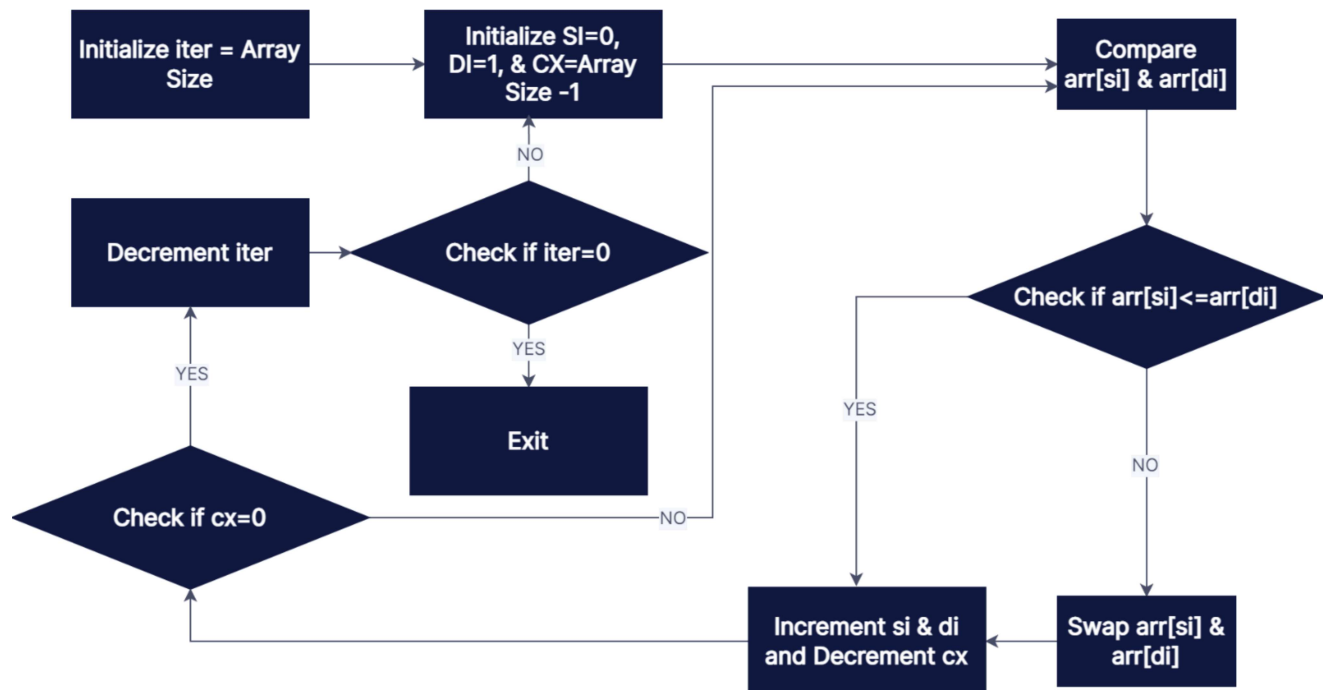 Initialize iter = Array
Size
Initialize SI=0,
DI=1, & CX=Array
Size -1
Compare
arr[si] & arr[di]
NO
Decrement iter
Check if iter=0
Check if arr[si]<=arr[di]
YES
YES
YES
Exit
NO
Check if cx=0
NO
Increment si & di
and Decrement cx
Swap arr[si] &
arr[di]